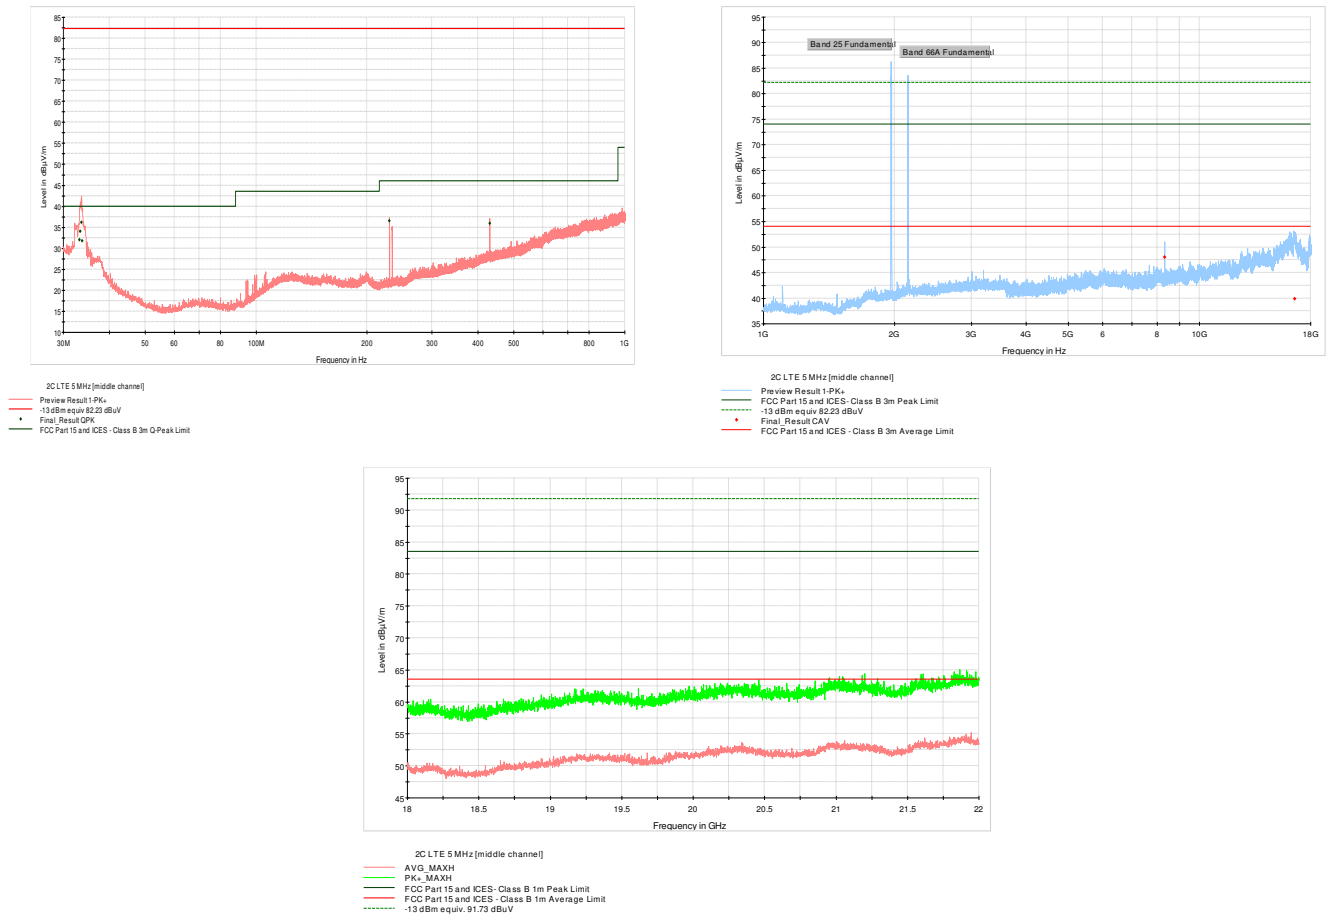 85
80
75
70
65
60
55
50
45
40
35
30
25
20
15
10
Level in dBµV/m
30M 50 60 80 100M 200 300 400 500 800 1G
Frequency in Hz
2C LTE 5 MHz [middle channel]
Preview Result 1-PK+
-13 dBm equiv 82.23 dBuV
Final_Result QPK
FCC Part 15 and ICES - Class B 3m Q-Peak Limit
95
90
85
80
75
70
65
60
55
50
45
40
35
Level in dBµV/m
Band 25 Fundamental
Band 66A Fundamental
1G 2G 3G 4G 5G 6 8 10G 18G
Frequency in Hz
2C LTE 5 MHz [middle channel]
Preview Result 1-PK+
FCC Part 15 and ICES- Class B 3m Peak Limit
-13 dBm equiv 82.23 dBuV
Final_Result CAV
FCC Part 15 and ICES - Class B 3m Average Limit
95
90
85
80
75
70
65
60
55
50
45
Level in dBµV/m
18 18.5 19 19.5 20 20.5 21 21.5 22
Frequency in GHz
2C LTE 5 MHz [middle channel]
AVG_MAXH
PK+_MAXH
FCC Part 15 and ICES- Class B 1m Peak Limit
FCC Part 15 and ICES - Class B 1m Average Limit
-13 dBm equiv. 91.73 dBuV